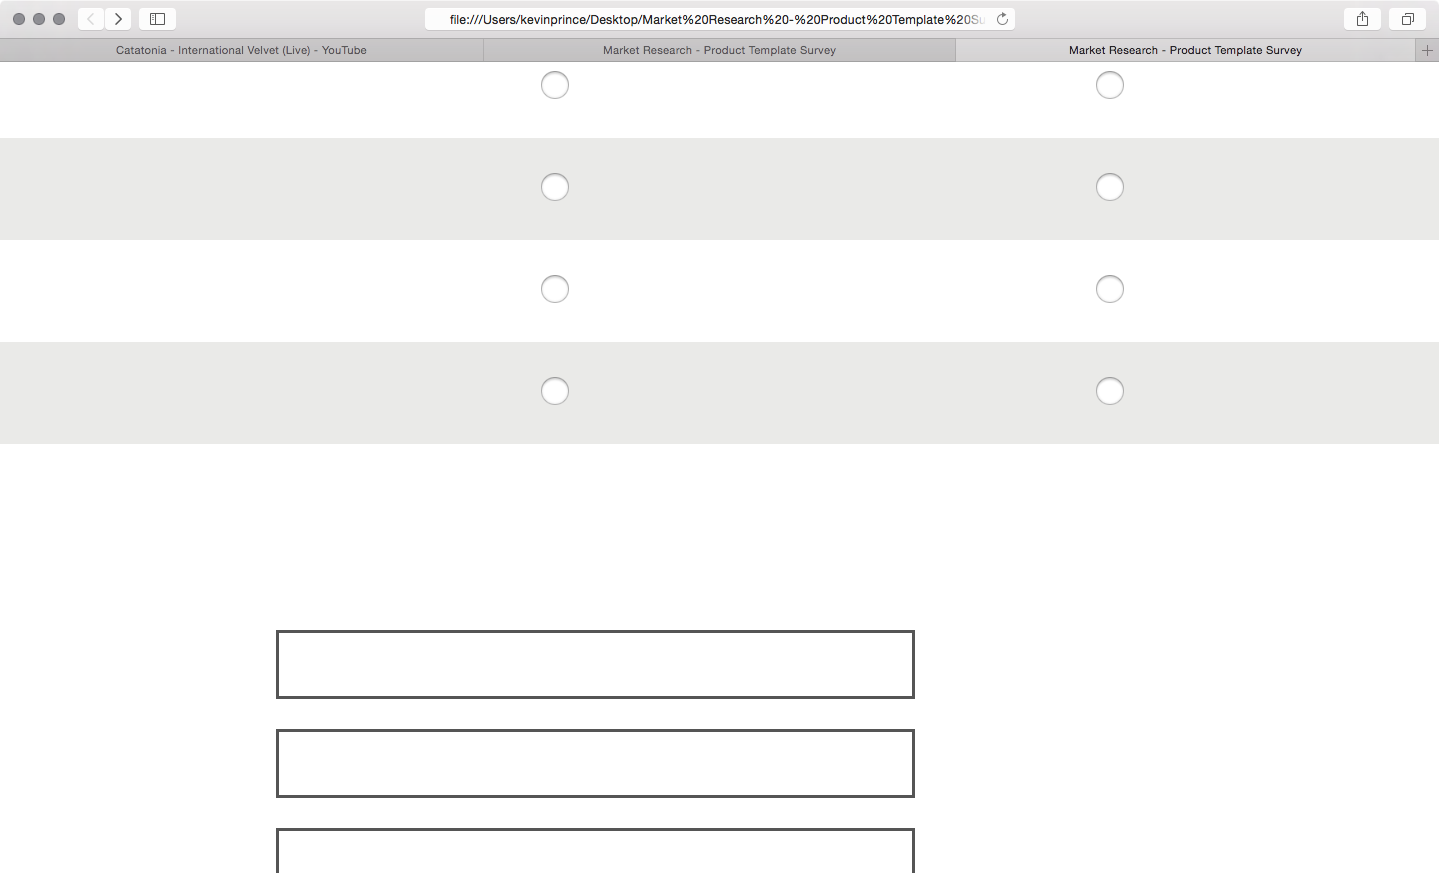 file:///Users/kevinprince/Desktop/Market%20Research%20-%20Product%20Template%20Su
Catatonia - International Velvet (Live) - YouTube
Market Research - Product Template Survey
Market Research - Product Template Survey